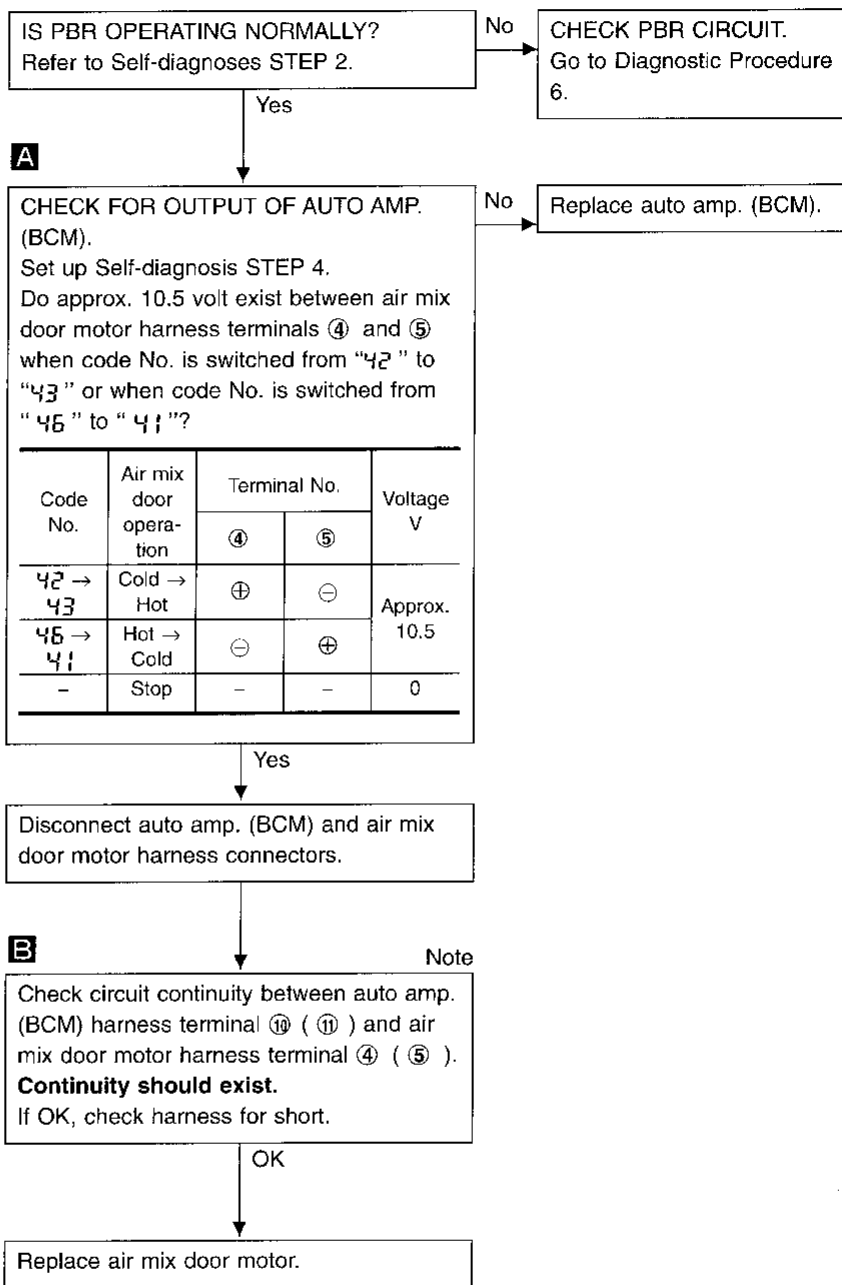 IS PBR OPERATING NORMALLY?
Refer to Self-diagnoses STEP 2.
No
CHECK PBR CIRCUIT.
Go to Diagnostic Procedure
6.
Yes
A
CHECK FOR OUTPUT OF AUTO AMP.
(BCM).
Set up Self-diagnosis STEP 4.
Do approx. 10.5 volt exist between air mix
door motor harness terminals ④ and ⑤
when code No. is switched from “42 ” to
“43 ” or when code No. is switched from
“ 46 ” to “ 41 ”?
No
Replace auto amp. (BCM).
Code
No.
Air mix
door
opera-
tion
Terminal No.
④ ⑤
Voltage
V
42 →
43
Cold →
Hot
⊕ ⊖
Approx.
10.5
46 →
41
Hot →
Cold
⊖ ⊕
– Stop – – 0
Yes
Disconnect auto amp. (BCM) and air mix
door motor harness connectors.
B
Note
Check circuit continuity between auto amp.
(BCM) harness terminal ⑩ ( ⑪ ) and air
mix door motor harness terminal ④ ( ⑤ ).
Continuity should exist.
If OK, check harness for short.
OK
Replace air mix door motor.